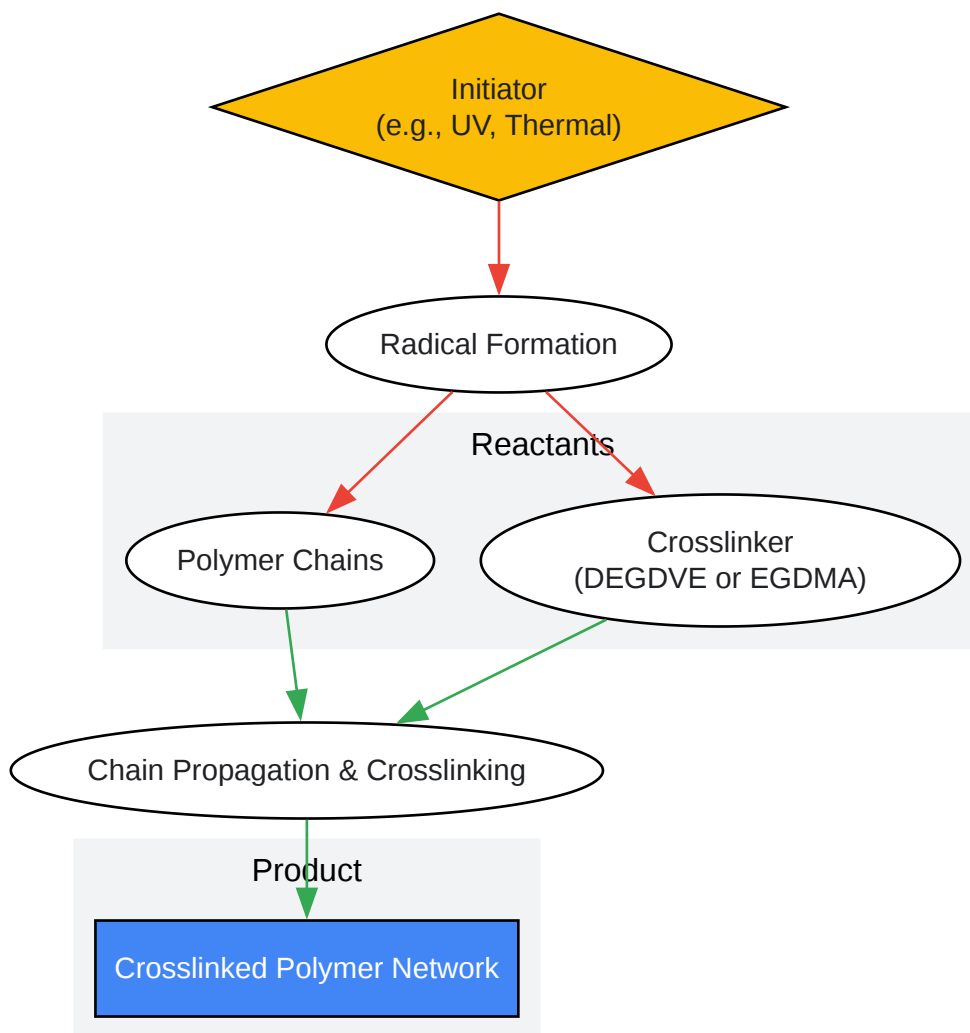 Initiator
(e.g., UV, Thermal)
Radical Formation
Reactants
Polymer Chains
Crosslinker
(DEGDVE or EGDMA)
Chain Propagation & Crosslinking
Product
Crosslinked Polymer Network